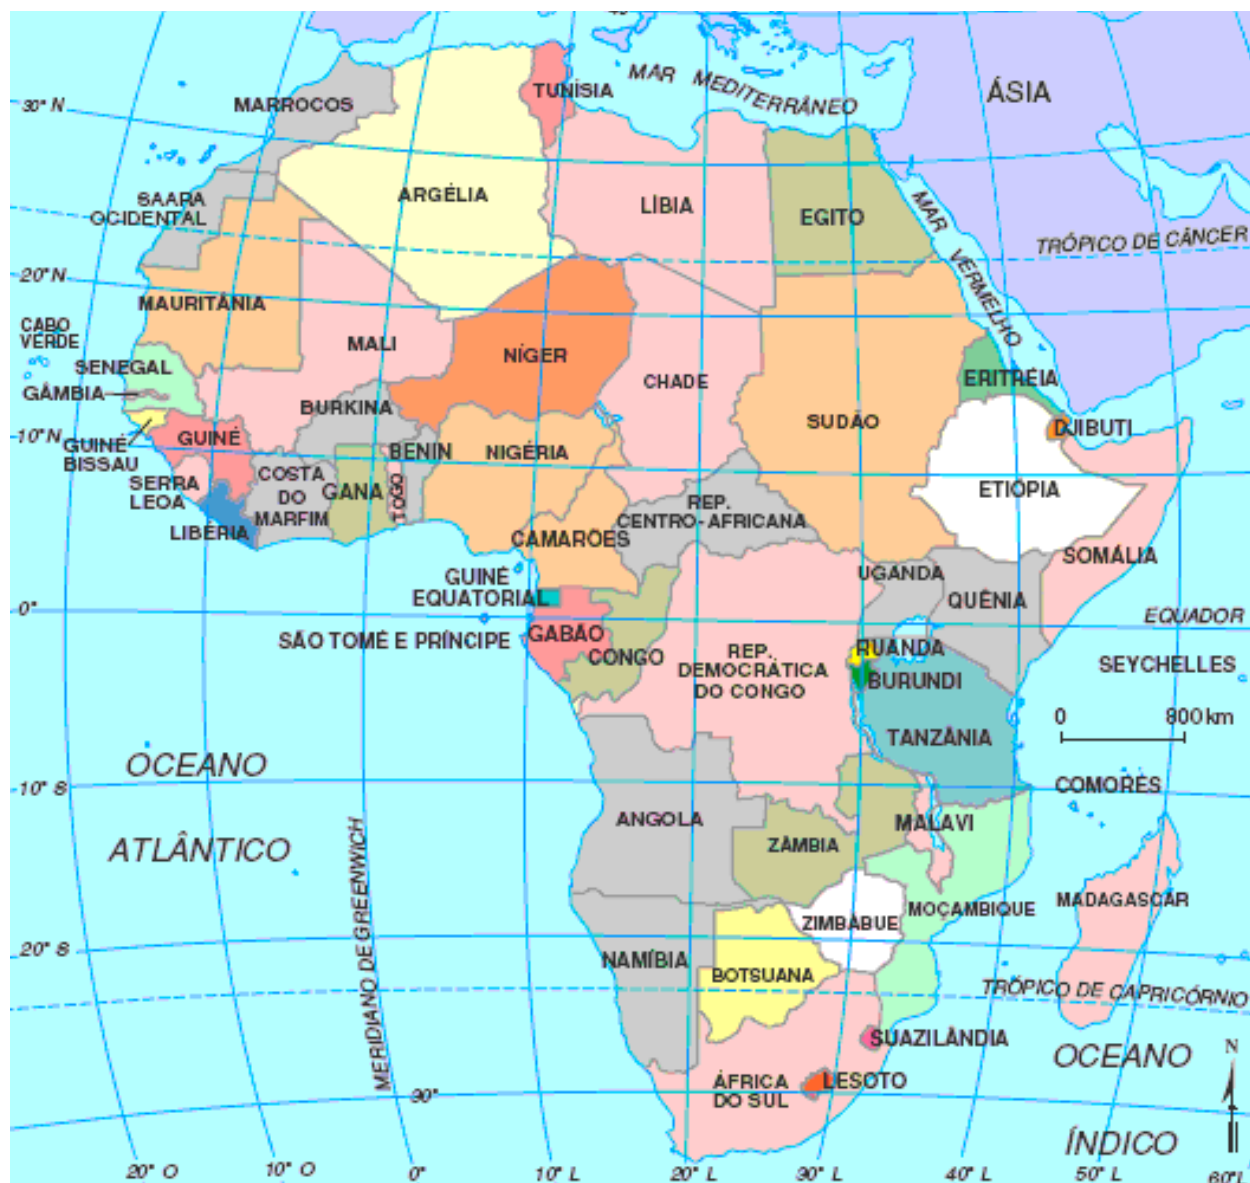 MAR MEDITERRÂNEO
ÁSIA
TUNÍSIA
MARROCOS
30° N
ARGÉLIA
LÍBIA
EGITO
SAARA
OCIDENTAL
MAR VERMELHO
TRÓPICO DE CÂNCER
20° N
MAURITÂNIA
CABO
VERDE
MALI
NÍGER
CHADE
SENEGAL
ERITRÉIA
GÂMBIA
BURKINA
SUDÃO
DJIBUTI
10° N
GUINÉ
BISSAU
GUINÉ
BENIN
NIGÉRIA
SERRA
LEOA
COSTA
DO
MARFIM
GANA
TOGO
ETIÓPIA
REP.
CENTRO-AFRICANA
LIBÉRIA
CAMARÕES
SOMÁLIA
UGANDA
GUINÉ
EQUATORIAL
QUÊNIA
0°
EQUADOR
SÃO TOMÉ E PRÍNCIPE
GABÃO
CONGO
REP.
DEMOCRÁTICA
DO CONGO
RUANDA
BURUNDI
SEYCHELLES
0 800 km
TANZÂNIA
OCEANO
ATLÂNTICO
10° S
COMORES
ANGOLA
ZÂMBIA
MALAVI
MERIDIANO DE GREENWICH
MADAGASCAR
MOÇAMBIQUE
ZIMBÁBUE
20° S
NAMÍBIA
BOTSUANA
TRÓPICO DE CAPRICÓRNIO
SUAZILÂNDIA
OCEANO
ÍNDICO
N
ÁFRICA
DO SUL
LESOTO
30°
20° O
10° O
0°
10° L
20° L
30° L
40° L
50° L
60° L